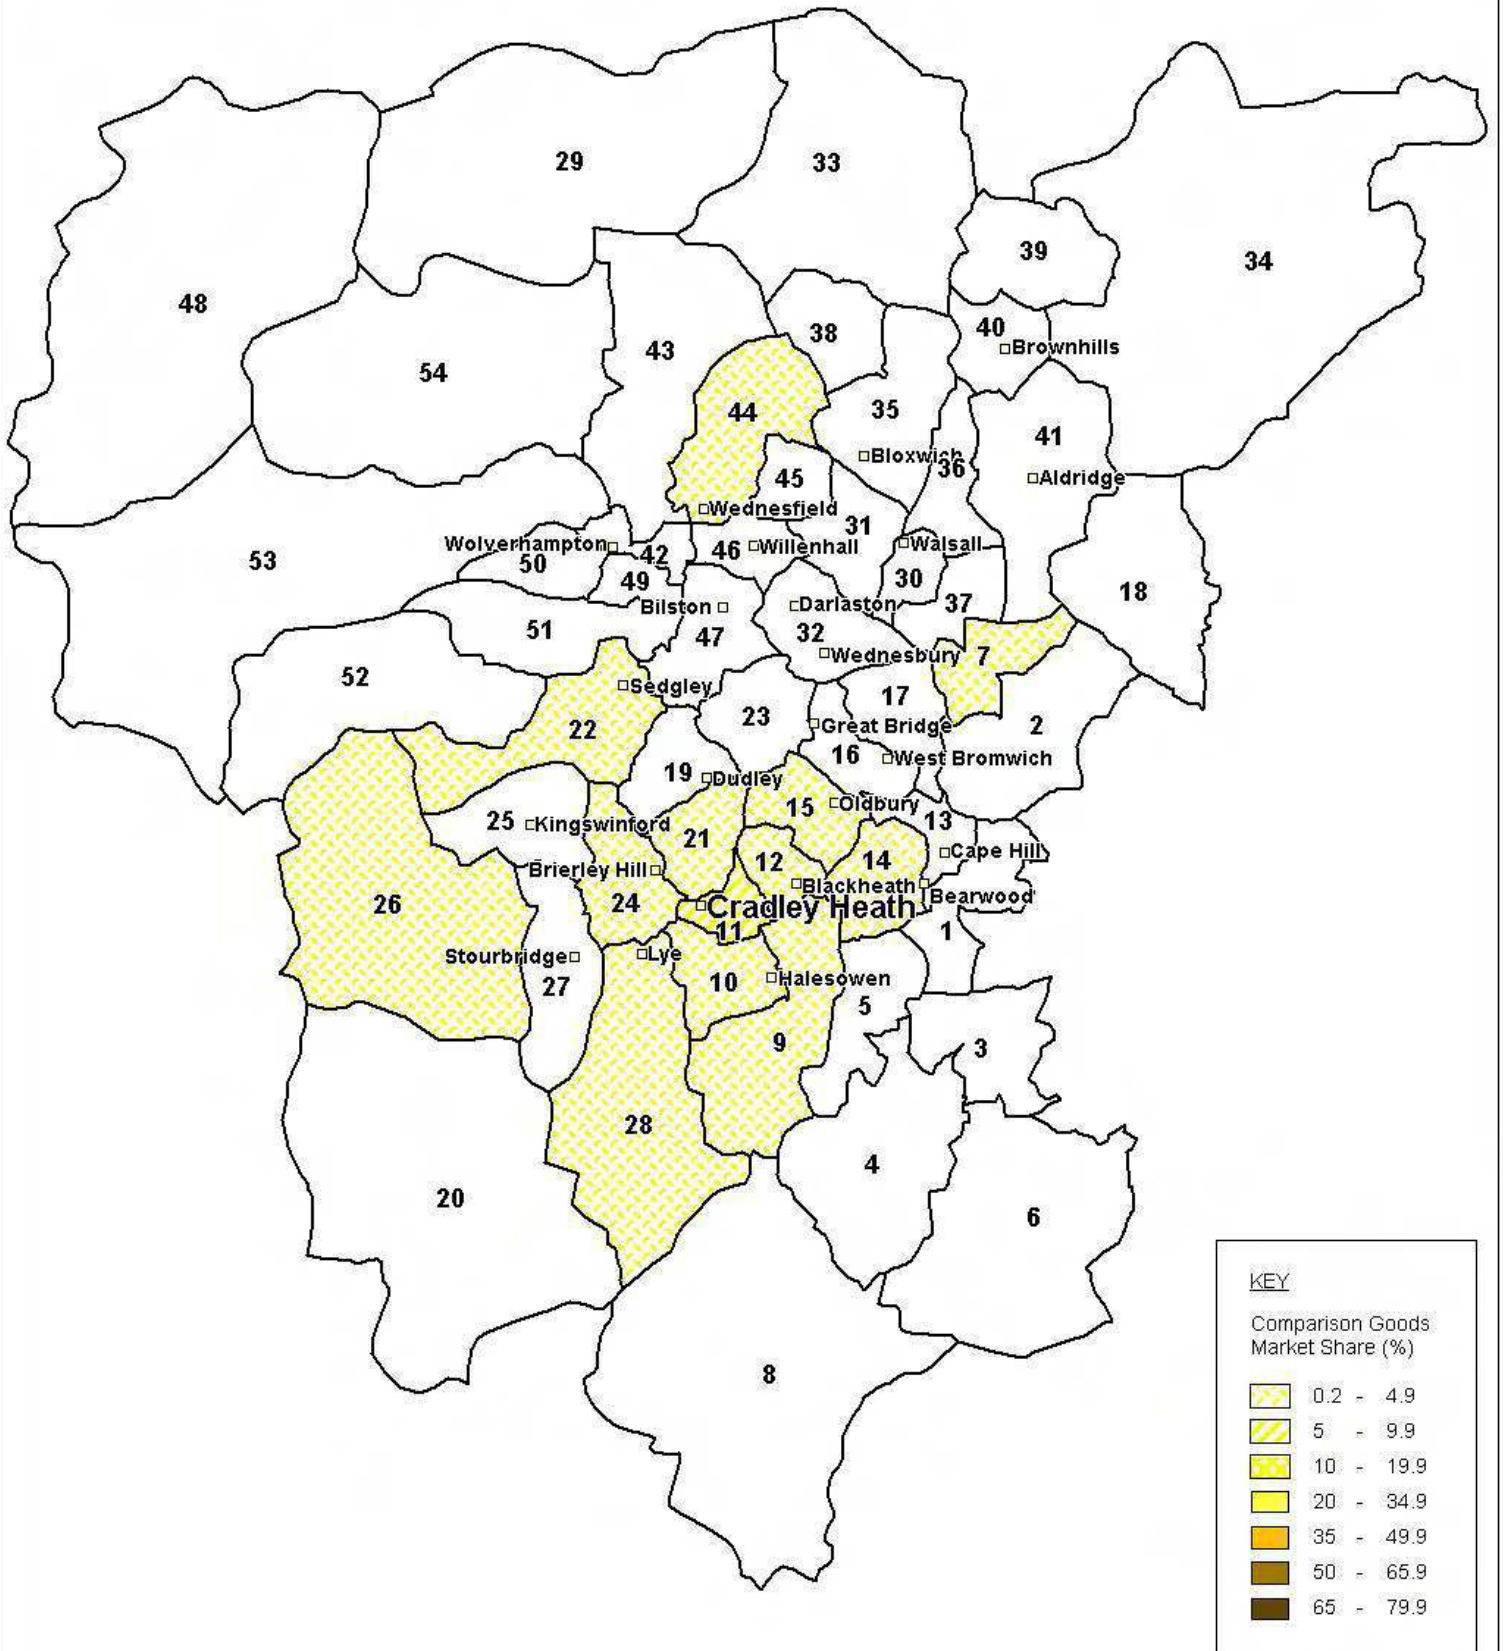 29
33
39
34
48
40
38
Brownhills
43
54
44
35
41
Bloxwich
36
45
Aldridge
Wednesfield
31
Wolverhampton
42
46
Willenhall
Walsall
53
50
49
30
18
Bilston
Darlaston
37
51
47
32
Wednesbury
7
52
Sedgley
17
22
23
Great Bridge
2
16
West Bromwich
19
Dudley
15
Oldbury
25
Kingswinford
21
13
Cape Hill
Brierley Hill
12
14
Blackheath
Bearwood
26
24
Cradley Heath
11
1
Stourbridge
Lye
27
10
Halesowen
5
9
3
28
4
20
6
8
KEY
Comparison Goods
Market Share (%)
0.2 - 4.9
5 - 9.9
10 - 19.9
20 - 34.9
35 - 49.9
50 - 65.9
65 - 79.9